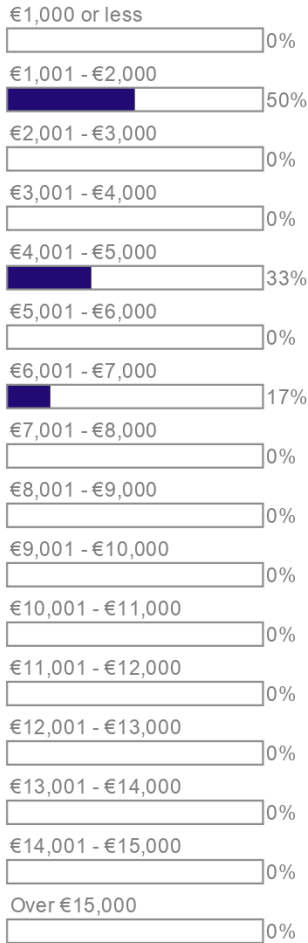 €1,000 or less
0%
€1,001 - €2,000
50%
€2,001 - €3,000
0%
€3,001 - €4,000
0%
€4,001 - €5,000
33%
€5,001 - €6,000
0%
€6,001 - €7,000
17%
€7,001 - €8,000
0%
€8,001 - €9,000
0%
€9,001 - €10,000
0%
€10,001 - €11,000
0%
€11,001 - €12,000
0%
€12,001 - €13,000
0%
€13,001 - €14,000
0%
€14,001 - €15,000
0%
Over €15,000
0%